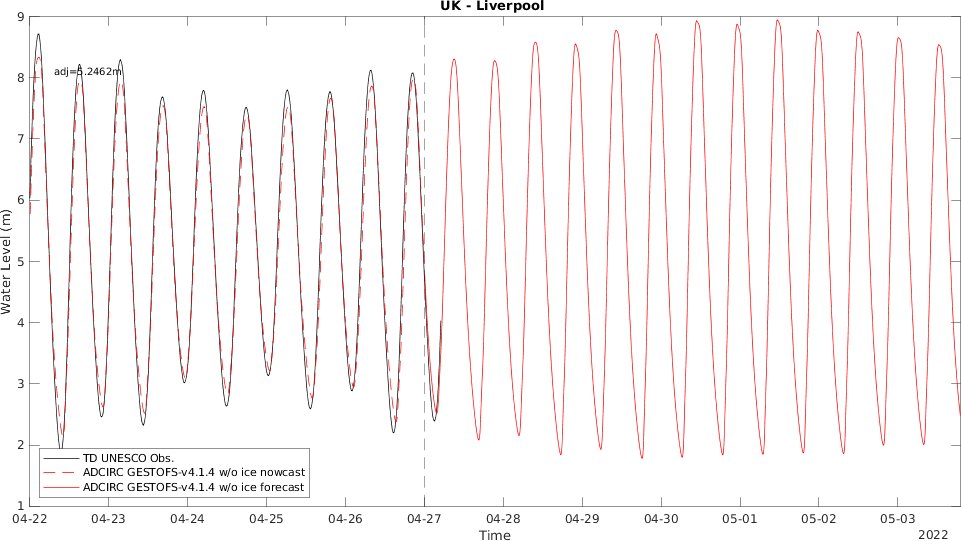 UK - Liverpool
adj=5.2462m
Water Level (m)
9
8
7
6
5
4
3
2
1
TD UNESCO Obs.
ADCIRC GESTOFS-v4.1.4 w/o ice nowcast
ADCIRC GESTOFS-v4.1.4 w/o ice forecast
04-22 04-23 04-24 04-25 04-26 04-27 04-28 04-29 04-30 05-01 05-02 05-03
Time
2022